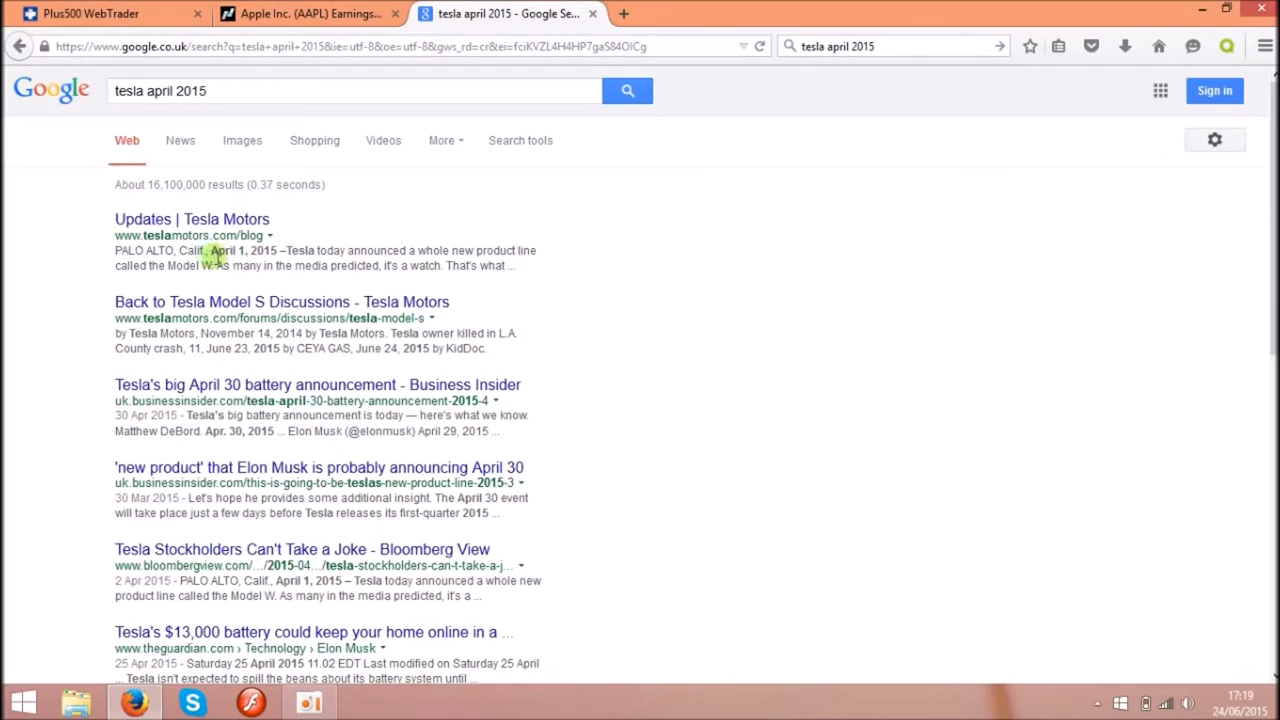 Plus500 WebTrader
Apple Inc. (AAPL) Earnings...
tesla april 2015 - Google Se...
https://www.google.co.uk/search?q=tesla+april+2015&ie=utf-8&oe=utf-8&gws_rd=cr&ei=fciKVZL4H4HP7gaS84OICg
tesla april 2015
Google
tesla april 2015
Sign in
Web News Images Shopping Videos More Search tools
About 16,100,000 results (0.37 seconds)
Updates | Tesla Motors
www.teslamotors.com/blog
PALO ALTO, Calif., April 1, 2015 –Tesla today announced a whole new product line
called the Model W. As many in the media predicted, it's a watch. That's what ...
Back to Tesla Model S Discussions - Tesla Motors
www.teslamotors.com/forums/discussions/tesla-model-s
by Tesla Motors, November 14, 2014 by Tesla Motors. Tesla owner killed in L.A.
County crash, 11, June 23, 2015 by CEYA GAS, June 24, 2015 by KidDoc.
Tesla's big April 30 battery announcement - Business Insider
uk.businessinsider.com/tesla-april-30-battery-announcement-2015-4
30 Apr 2015 - Tesla's big battery announcement is today — here's what we know.
Matthew DeBord. Apr. 30, 2015 ... Elon Musk (@elonmusk) April 29, 2015 ...
'new product' that Elon Musk is probably announcing April 30
uk.businessinsider.com/this-is-going-to-be-teslas-new-product-line-2015-3
30 Mar 2015 - Let's hope he provides some additional insight. The April 30 event
will take place just a few days before Tesla releases its first-quarter 2015 ...
Tesla Stockholders Can't Take a Joke - Bloomberg View
www.bloombergview.com/.../2015-04.../tesla-stockholders-can-t-take-a-j...
2 Apr 2015 - PALO ALTO, Calif., April 1, 2015 – Tesla today announced a whole new
product line called the Model W. As many in the media predicted, it's a ...
Tesla's $13,000 battery could keep your home online in a ...
www.theguardian.com › Technology › Elon Musk
25 Apr 2015 - Saturday 25 April 2015 11.02 EDT Last modified on Saturday 25 April
... Tesla isn't expected to spill the beans about its battery system until ...
17:19
24/06/2015